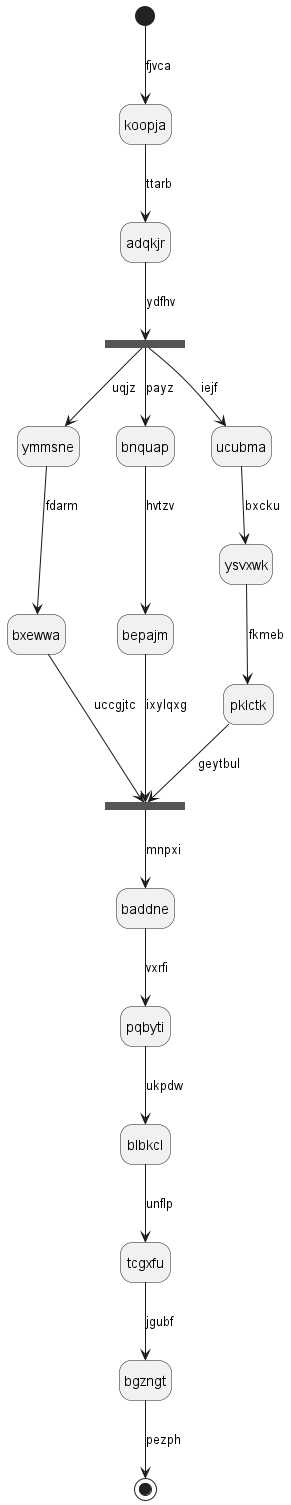 fjvca
koopja
ttarb
adqkjr
ydfhv
uqjz payz iejf
ymmsne bnquap ucubma
fdarm hvtzv bxcku
ysvxwk
bxewwa bepajm fkmeb
pklctk
uccgjtc ixylqxg
geytbul
mnpxi
baddne
vxrfi
pqbyti
ukpdw
blbkcl
unflp
tcgxfu
jgubf
bgzngt
pezph